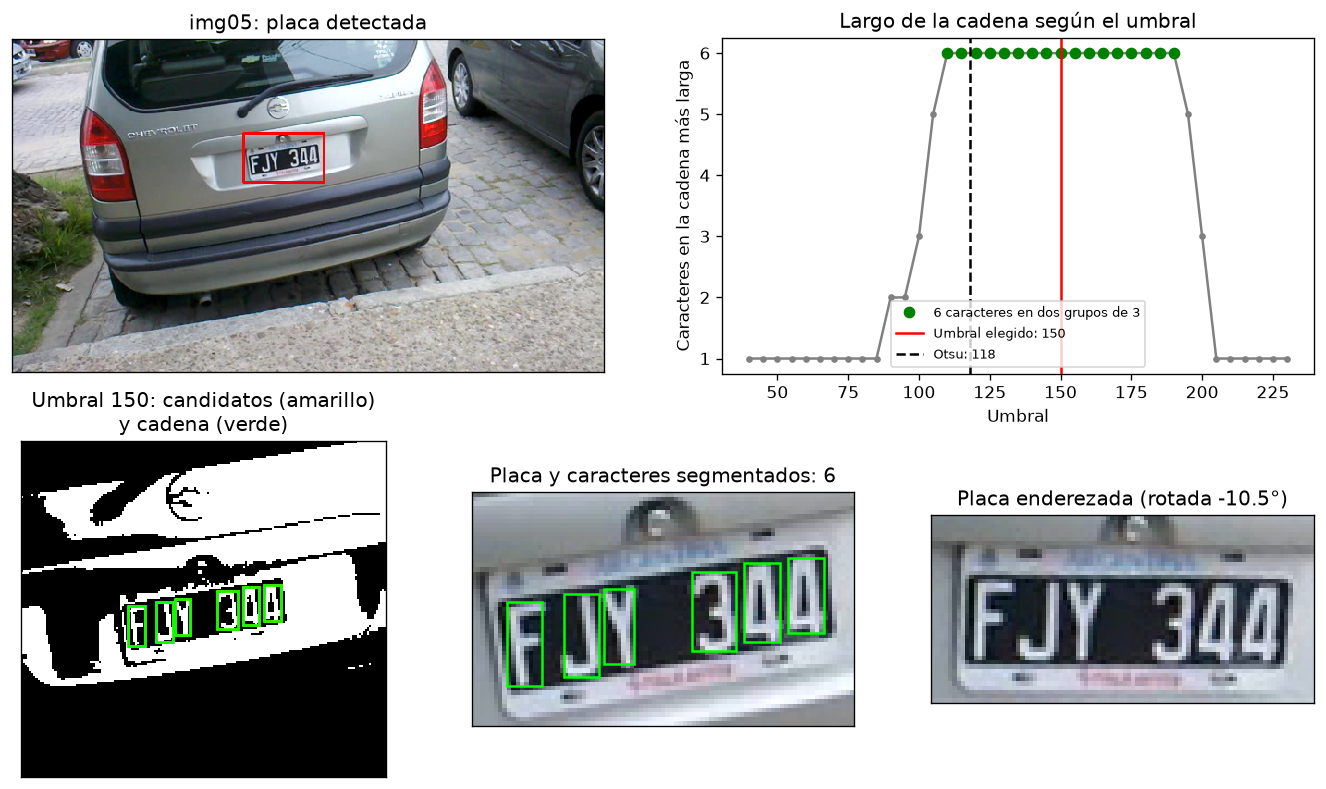 img05: placa detectada
CHEVROLET
FJY 344
Largo de la cadena según el umbral
Caracteres en la cadena más larga
6
5
4
3
2
1
6 caracteres en dos grupos de 3
Umbral elegido: 150
Otsu: 118
50 75 100 125 150 175 200 225
Umbral
Umbral 150: candidatos (amarillo)
y cadena (verde)
FJY 344
Placa y caracteres segmentados: 6
ARGENTINA
FJY 344
Placa enderezada (rotada -10.5°)
FJY 344